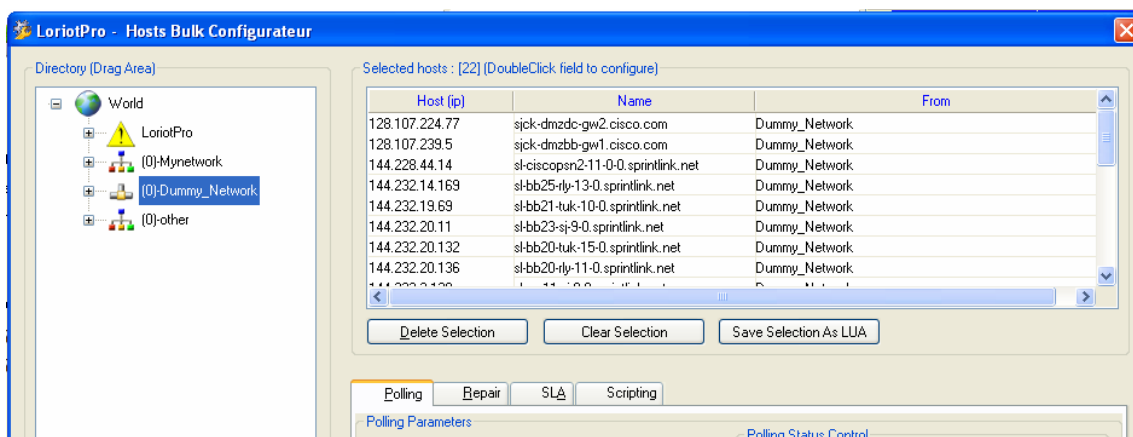 LoriotPro - Hosts Bulk Configurateur
Directory (Drag Area)
World
LoriotPro
(0)-Mynetwork
(0)-Dummy_Network
(0)-other
Selected hosts : [22] (DoubleClick field to configure)
Host (ip) Name From
128.107.224.77 sjck-dmzdc-gw2.cisco.com Dummy_Network
128.107.239.5 sjck-dmzbb-gw1.cisco.com Dummy_Network
144.228.44.14 sl-ciscopsn2-11-0-0.sprintlink.net Dummy_Network
144.232.14.169 sl-bb25-rly-13-0.sprintlink.net Dummy_Network
144.232.19.69 sl-bb21-tuk-10-0.sprintlink.net Dummy_Network
144.232.20.11 sl-bb23-sj-9-0.sprintlink.net Dummy_Network
144.232.20.132 sl-bb20-tuk-15-0.sprintlink.net Dummy_Network
144.232.20.136 sl-bb20-rly-11-0.sprintlink.net Dummy_Network
Delete Selection Clear Selection Save Selection As LUA
Polling Repair SLA Scripting
Polling Parameters
Polling Status Control